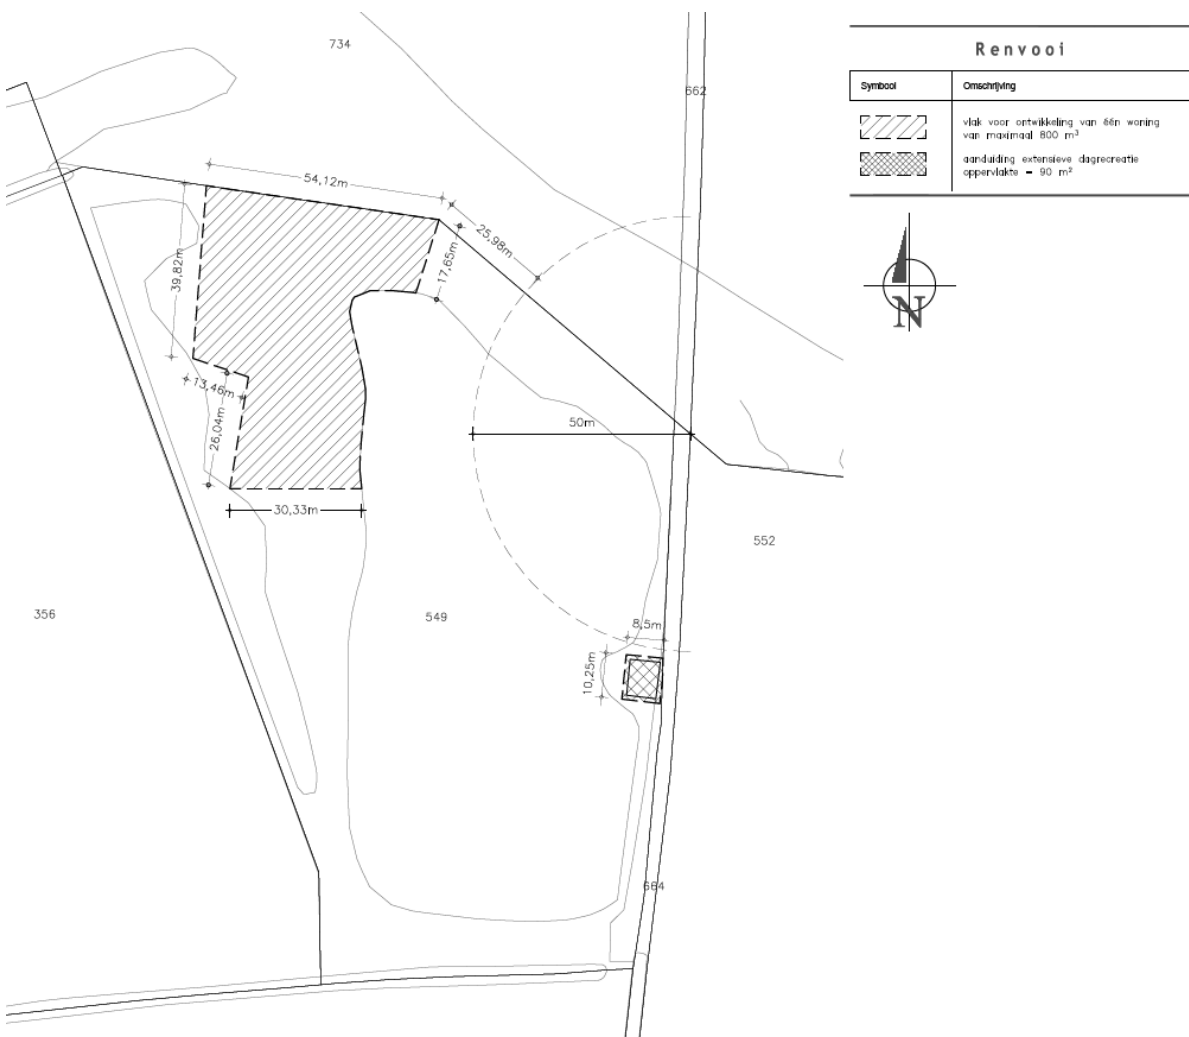 734
662
Renvooi
Symbool
Omschrijving
vlak voor ontwikkeling van één woning
van maximaal 800 m³
aanduiding extensieve dagrecreatie
oppervlakte = 90 m²
54,12m
25,98m
17,65m
39,82m
13,46m
26,04m
30,33m
50m
N
552
356
549
8,5m
10,25m
664